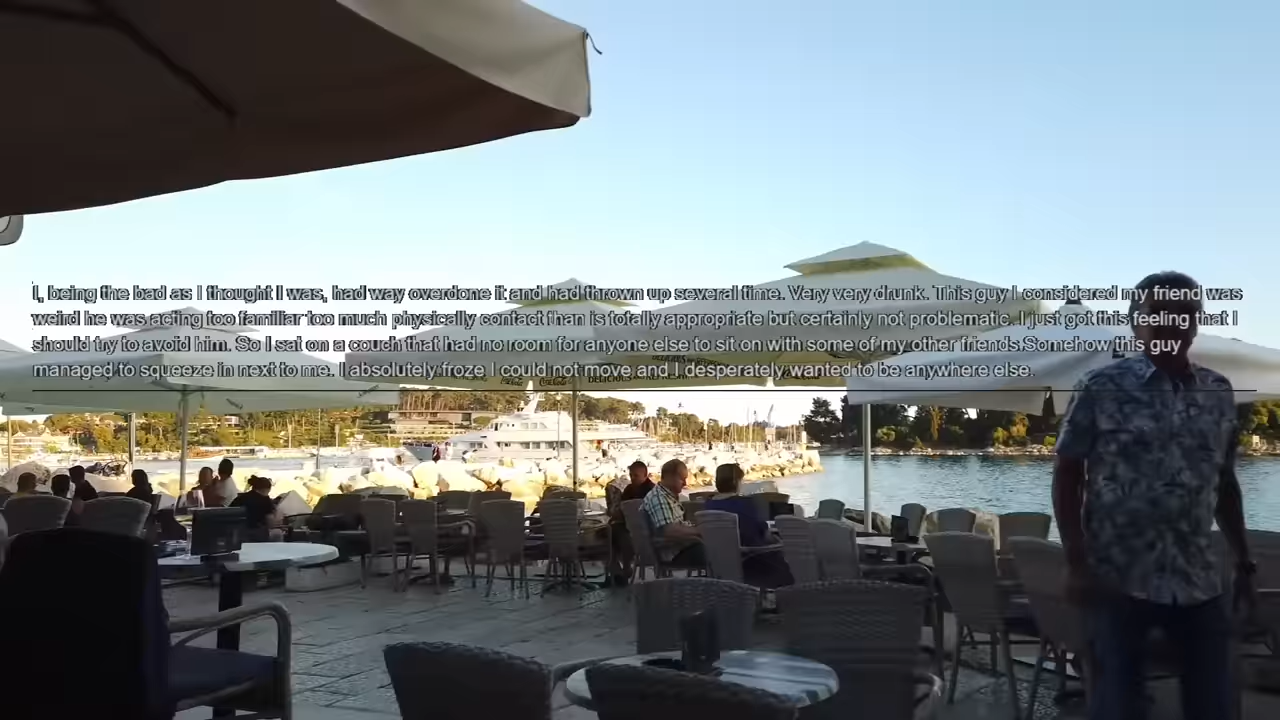 I, being the bad as I thought I was, had way overdone it and had thrown up several time. Very very drunk. This guy I considered my friend was
weird he was acting too familiar too much physically contact than is totally appropriate but certainly not problematic. I just got this feeling that I
should try to avoid him. So I sat on a couch that had no room for anyone else to sit on with some of my other friends.Somehow this guy
managed to squeeze in next to me. I absolutely froze I could not move and I desperately wanted to be anywhere else.
Coca-Cola
Coca-Cola
DELICIOUS